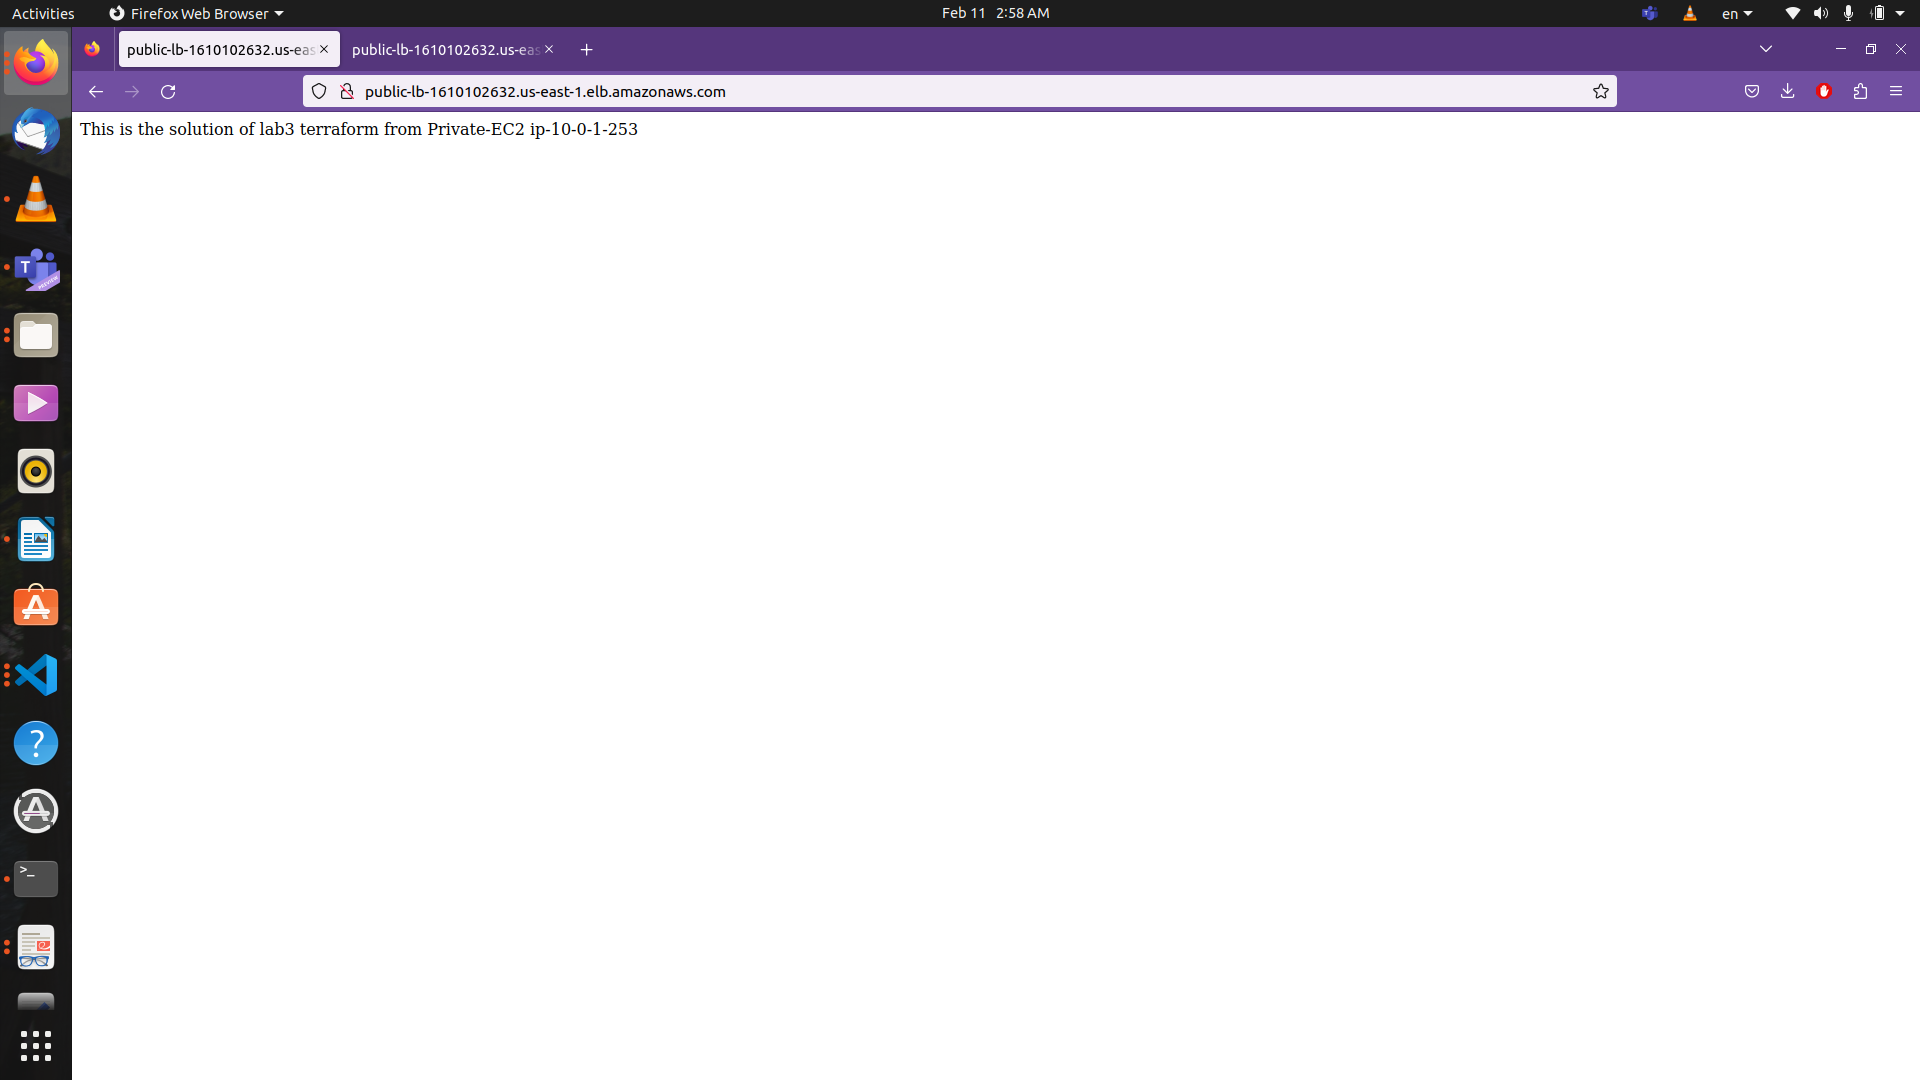 Activities
Firefox Web Browser
Feb 11 2:58 AM
en
public-lb-1610102632.us-eas
public-lb-1610102632.us-eas
public-lb-1610102632.us-east-1.elb.amazonaws.com
This is the solution of lab3 terraform from Private-EC2 ip-10-0-1-253